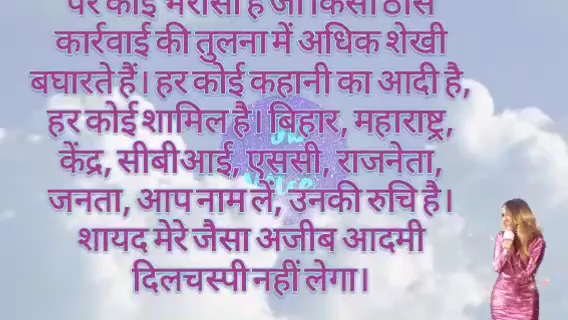 पर कोई भरोसा है जो किसी ठोस
कार्रवाई की तुलना में अधिक शेखी
बघारते हैं। हर कोई कहानी का आदी है,
हर कोई शामिल है। बिहार, महाराष्ट्र,
केंद्र, सीबीआई, एससी, राजनेता,
जनता, आप नाम लें, उनकी रुचि है।
शायद मेरे जैसा अजीब आदमी
दिलचस्पी नहीं लेगा।